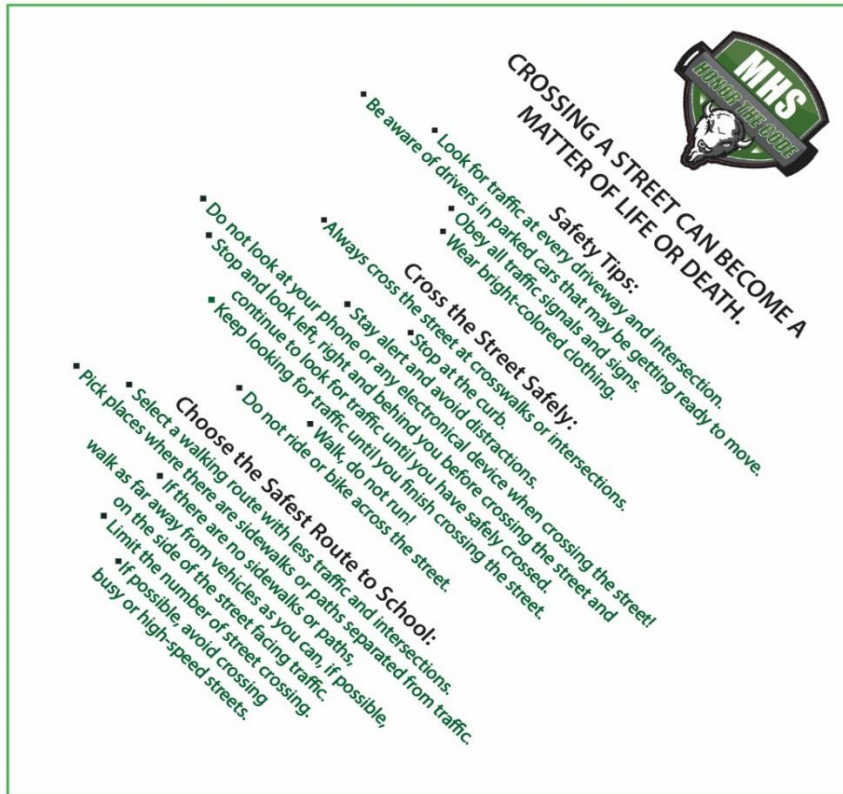 MHS
HONOR THE CODE
CROSSING A STREET CAN BECOME A
MATTER OF LIFE OR DEATH.
Safety Tips:
▪ Look for traffic at every driveway and intersection.
▪ Be aware of drivers in parked cars that may be getting ready to move.
▪ Obey all traffic signals and signs.
▪ Wear bright-colored clothing.
Cross the Street Safely:
▪ Always cross the street at crosswalks or intersections.
▪ Stop at the curb.
▪ Stay alert and avoid distractions.
▪ Do not look at your phone or any electronical device when crossing the street!
▪ Stop and look left, right and behind you before crossing the street and
continue to look for traffic until you have safely crossed.
▪ Keep looking for traffic until you finish crossing the street.
▪ Walk, do not run!
▪ Do not ride or bike across the street.
Choose the Safest Route to School:
▪ Select a walking route with less traffic and intersections.
▪ Pick places where there are sidewalks or paths separated from traffic.
▪ If there are no sidewalks or paths,
walk as far away from vehicles as you can, if possible,
on the side of the street facing traffic.
▪ Limit the number of street crossing.
▪ If possible, avoid crossing
busy or high-speed streets.